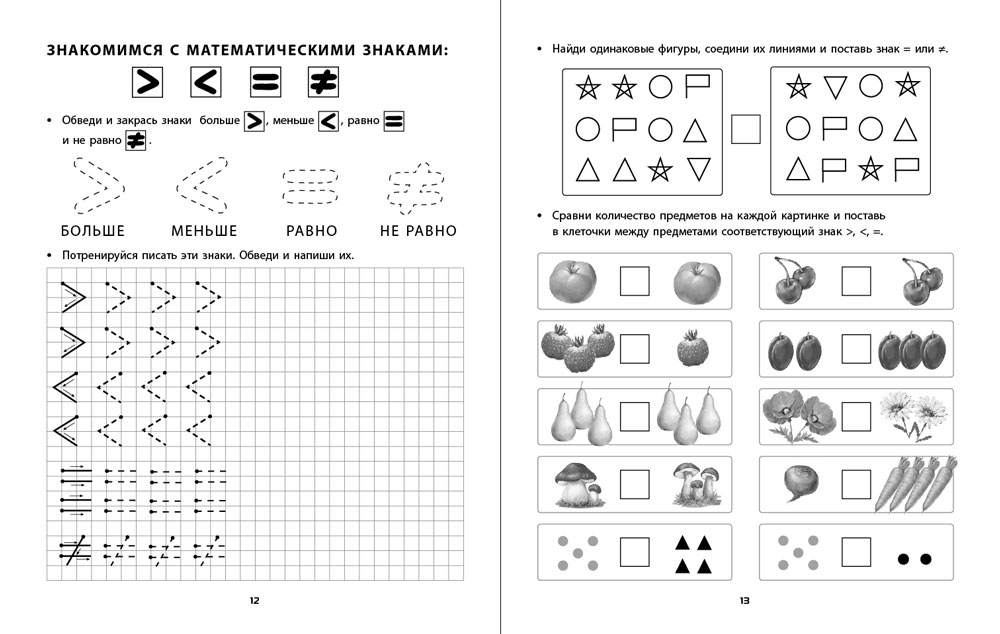 ЗНАКОМИМСЯ С МАТЕМАТИЧЕСКИМИ ЗНАКАМИ:
> < = ≠
• Обведи и закрась знаки больше >, меньше <, равно =
и не равно ≠.
БОЛЬШЕ МЕНЬШЕ РАВНО НЕ РАВНО
• Потренируйся писать эти знаки. Обведи и напиши их.
12
• Найди одинаковые фигуры, соедини их линиями и поставь знак = или ≠.
• Сравни количество предметов на каждой картинке и поставь
в клеточки между предметами соответствующий знак >, <, =.
13